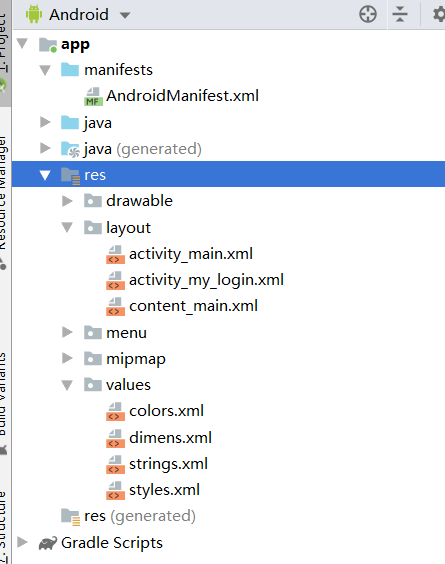 Android
app
manifests
AndroidManifest.xml
java
java (generated)
res
drawable
layout
activity_main.xml
activity_my_login.xml
content_main.xml
menu
mipmap
values
colors.xml
dimens.xml
strings.xml
styles.xml
res (generated)
Gradle Scripts
1: Project
Resource Manager
Build Variants
7: Structure